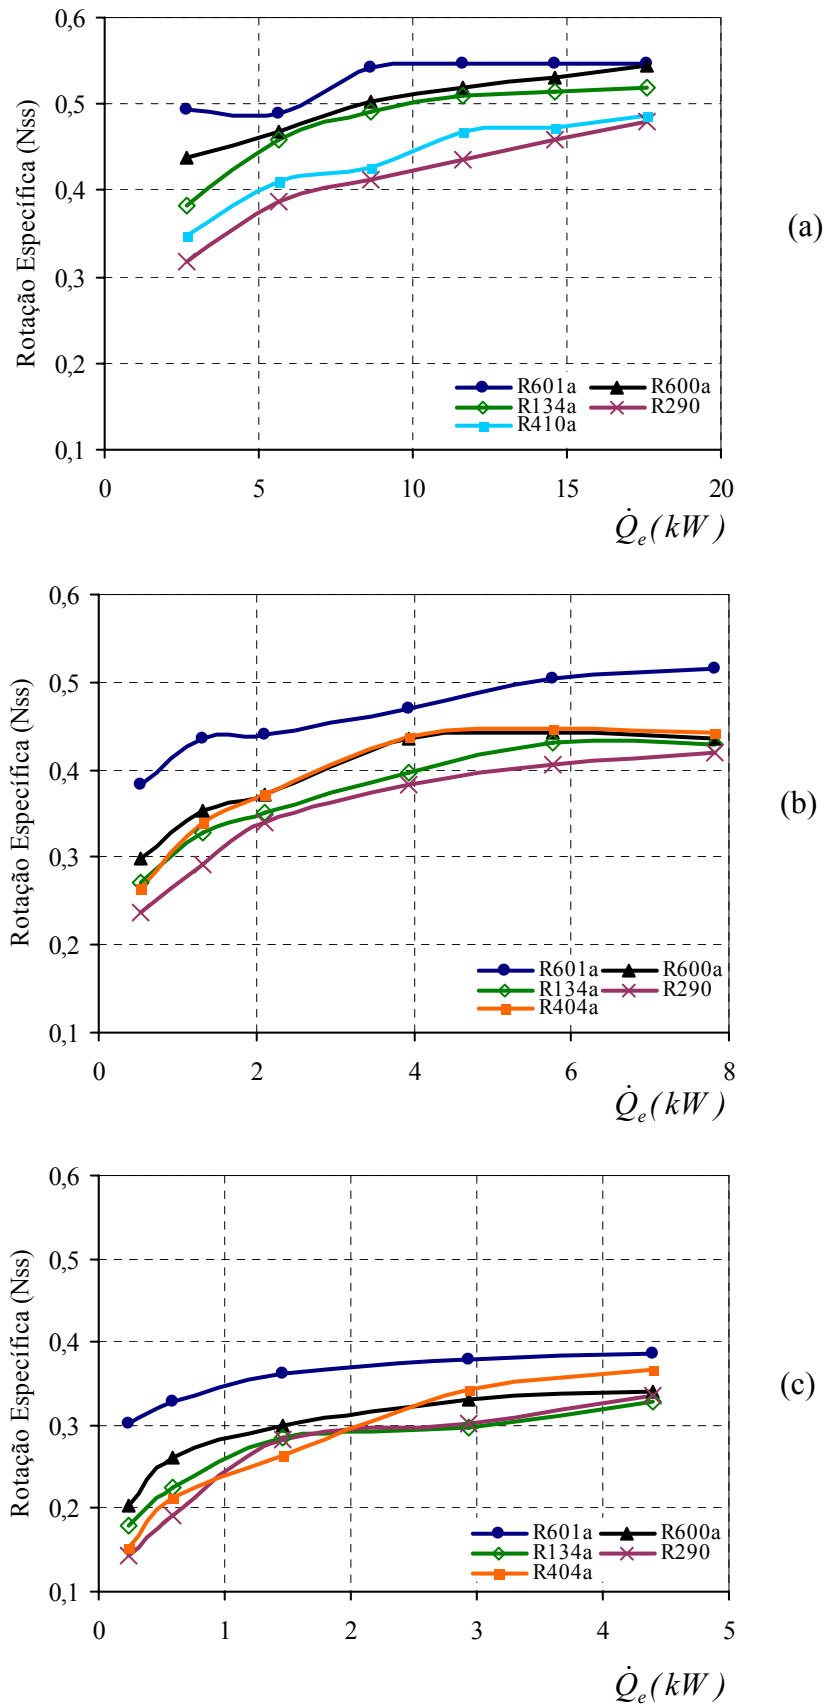 0,6
0,5
0,4
0,3
0,2
0,1
Rotação Específica (Nss)
R601a R600a
R134a R290
R410a
0 5 10 15 20
Q̇e (kW)
(a)
0,6
0,5
0,4
0,3
0,2
0,1
Rotação Específica (Nss)
R601a R600a
R134a R290
R404a
0 2 4 6 8
Q̇e (kW)
(b)
0,6
0,5
0,4
0,3
0,2
0,1
Rotação Específica (Nss)
R601a R600a
R134a R290
R404a
0 1 2 3 4 5
Q̇e (kW)
(c)